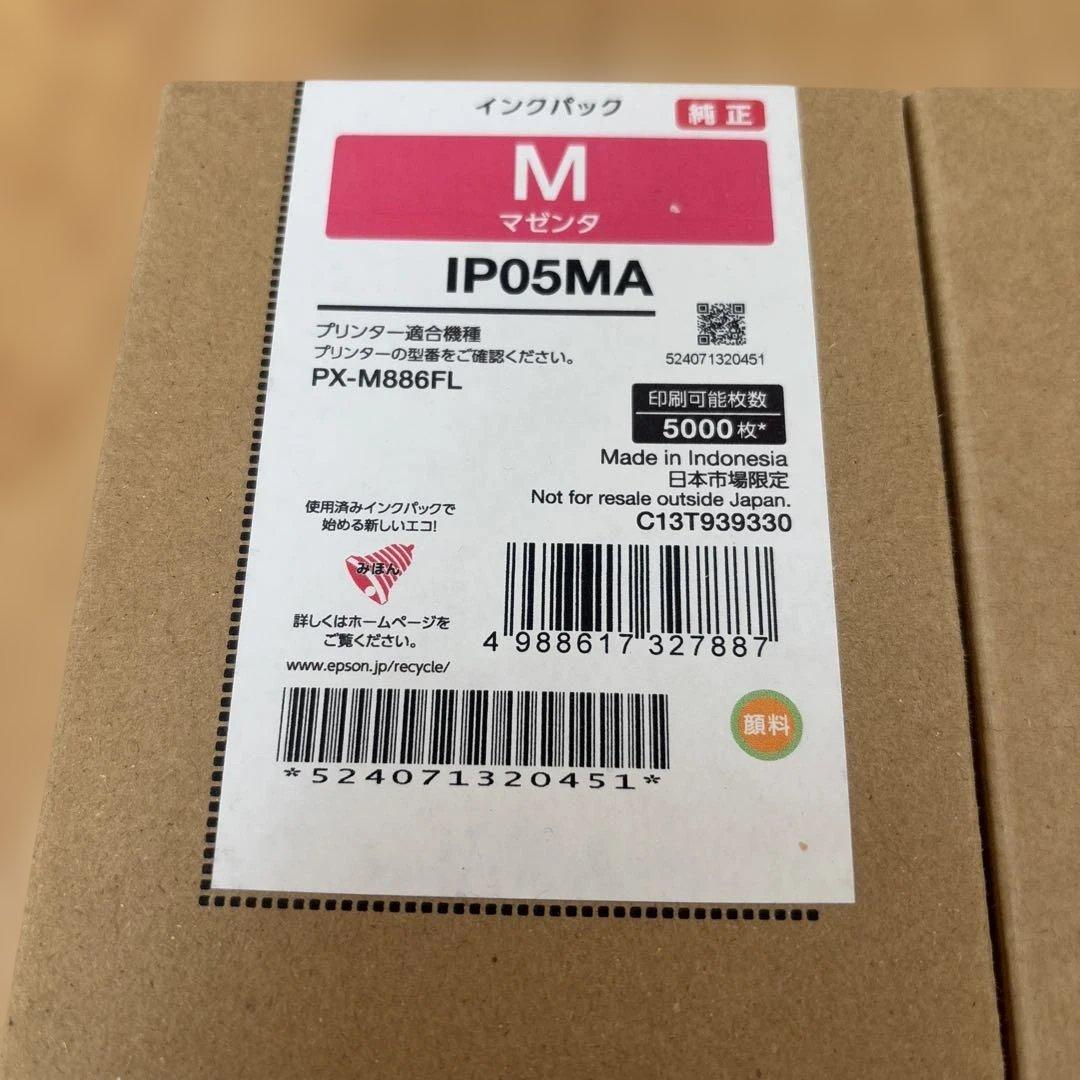 インクパック
純正
M
マゼンタ
IP05MA
プリンター適合機種
プリンターの型番をご確認ください。
PX-M886FL
524071320451
印刷可能枚数
5000枚*
Made in Indonesia
日本市場限定
Not for resale outside Japan.
C13T939330
使用済みインクパックで
始める新しいエコ!
みほん
詳しくはホームページを
ご覧ください。
www.epson.jp/recycle/
4 988617 327887
顔料
*524071320451*